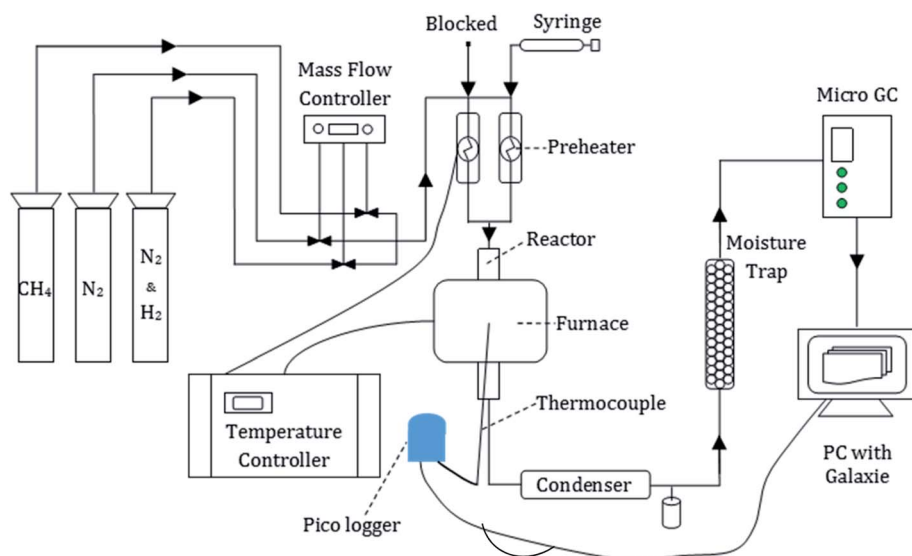 Blocked
Syringe
Mass Flow
Controller
Micro GC
Preheater
CH₄
N₂
N₂
&
H₂
Reactor
Moisture
Trap
Furnace
Thermocouple
Temperature
Controller
Pico logger
Condenser
PC with
Galaxie